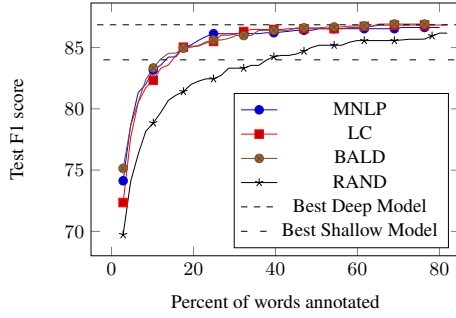 85
80
75
70
0
20
40
60
80
Test F1 score
Percent of words annotated
MNLP
LC
BALD
RAND
Best Deep Model
Best Shallow Model